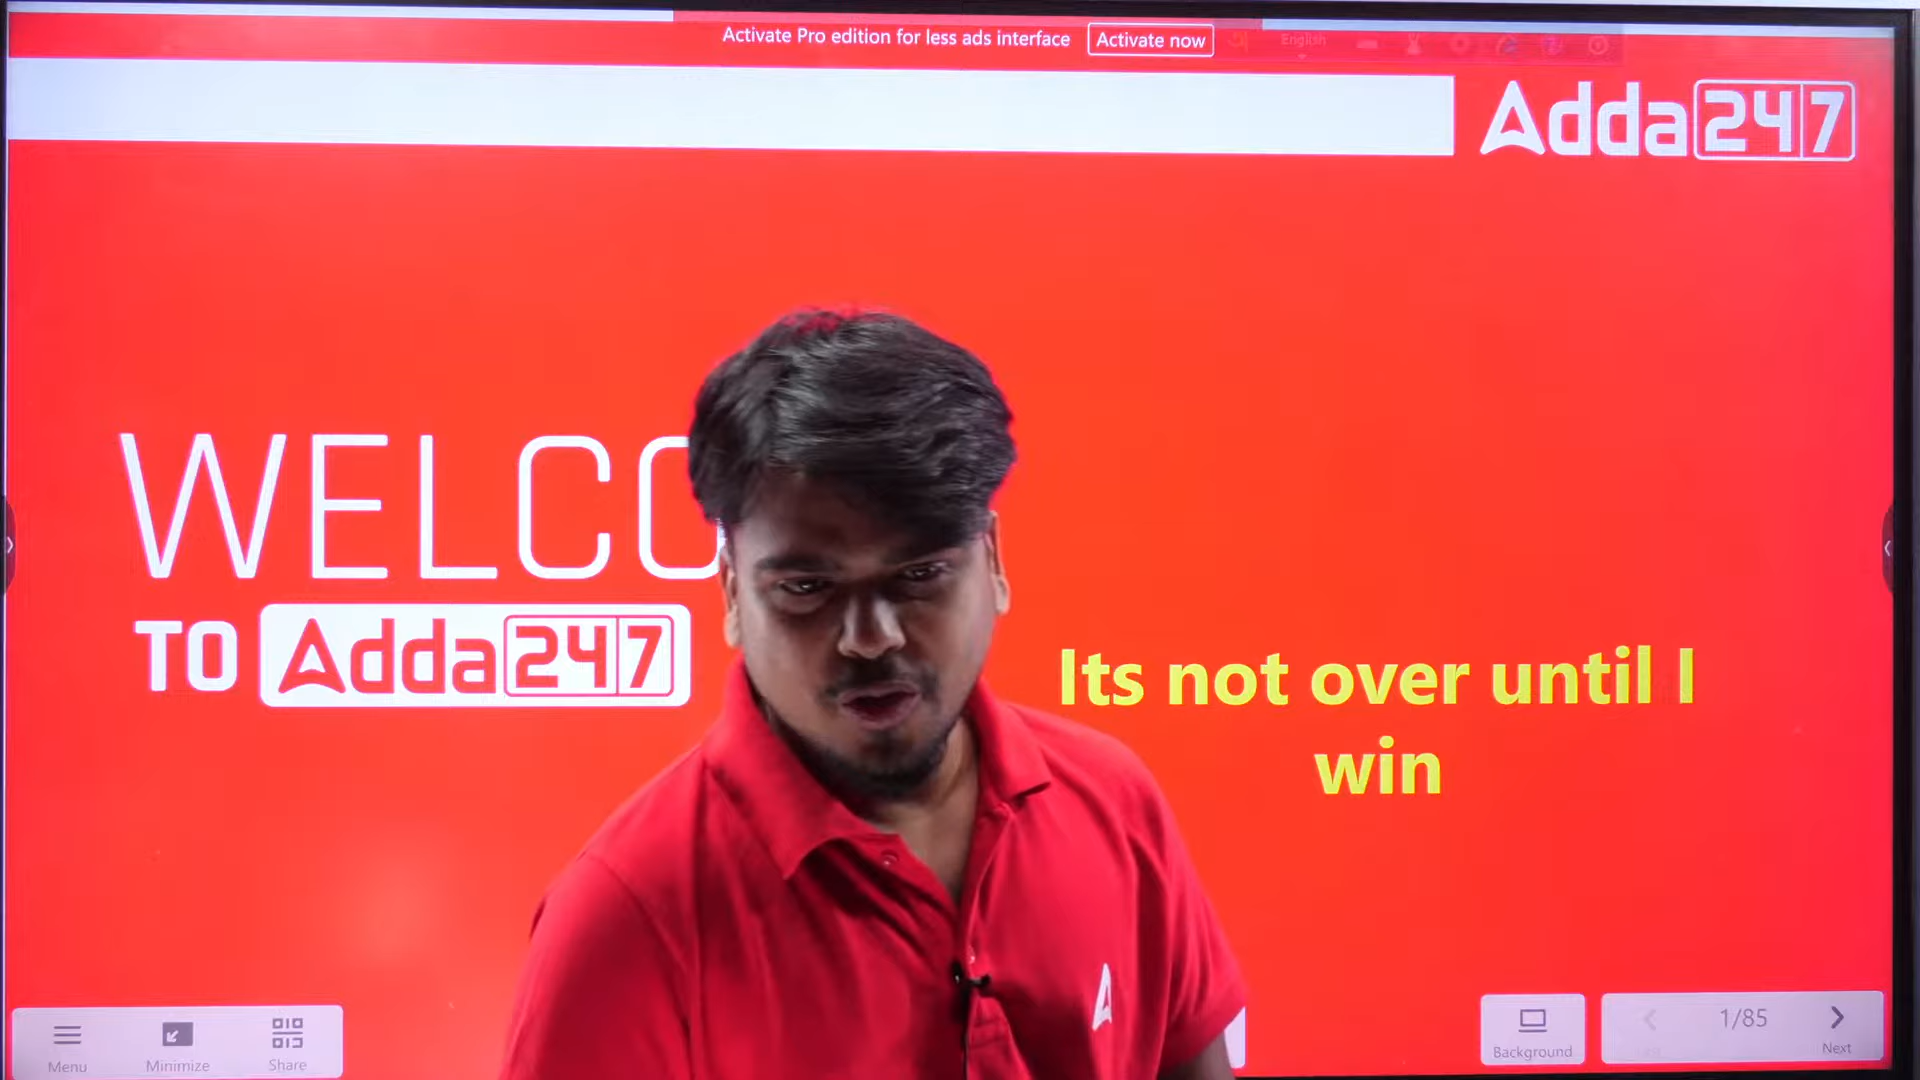 Activate Pro edition for less ads interface Activate now
English
Adda247
WELCO
TO Adda247
Its not over until I
win
Menu Minimize Share
Background
1/85
Next